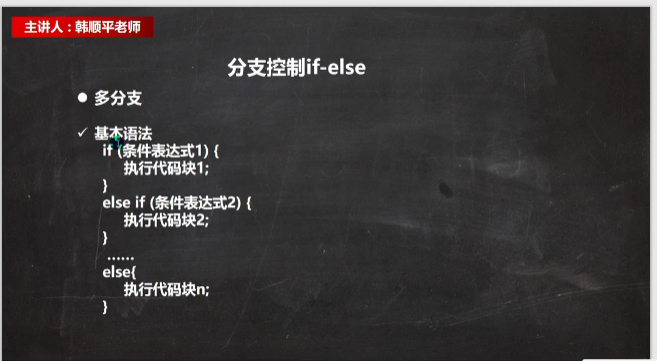 主讲人：韩顺平老师
分支控制if-else
● 多分支
✓ 基本语法
if (条件表达式1) {
执行代码块1;
}
else if (条件表达式2) {
执行代码块2;
}
......
else{
执行代码块n;
}